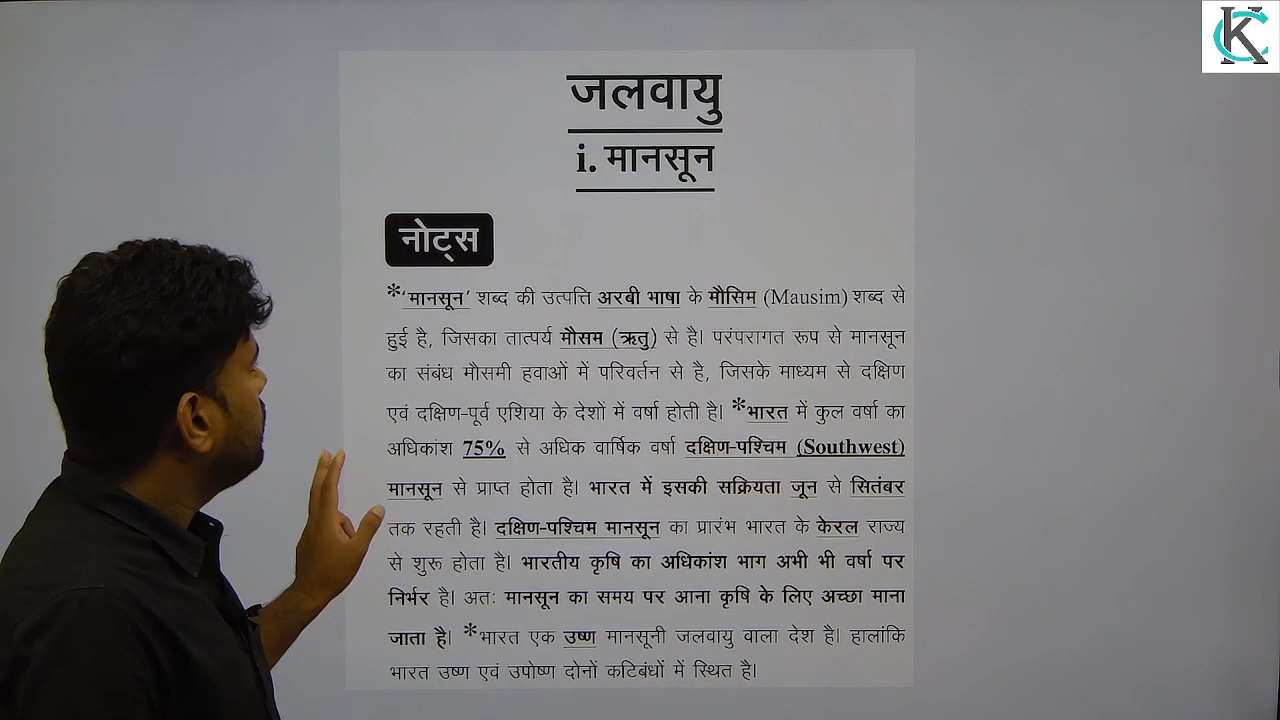 KC
जलवायु
i. मानसून
नोट्स
*‘मानसून’ शब्द की उत्पत्ति अरबी भाषा के मौसिम (Mausim) शब्द से
हुई है, जिसका तात्पर्य मौसम (ऋतु) से है। परंपरागत रूप से मानसून
का संबंध मौसमी हवाओं में परिवर्तन से है, जिसके माध्यम से दक्षिण
एवं दक्षिण-पूर्व एशिया के देशों में वर्षा होती है। *भारत में कुल वर्षा का
अधिकांश 75% से अधिक वार्षिक वर्षा दक्षिण-पश्चिम (Southwest)
मानसून से प्राप्त होता है। भारत में इसकी सक्रियता जून से सितंबर
तक रहती है। दक्षिण-पश्चिम मानसून का प्रारंभ भारत के केरल राज्य
से शुरू होता है। भारतीय कृषि का अधिकांश भाग अभी भी वर्षा पर
निर्भर है। अतः मानसून का समय पर आना कृषि के लिए अच्छा माना
जाता है। *भारत एक उष्ण मानसूनी जलवायु वाला देश है। हालांकि
भारत उष्ण एवं उपोष्ण दोनों कटिबंधों में स्थित है।